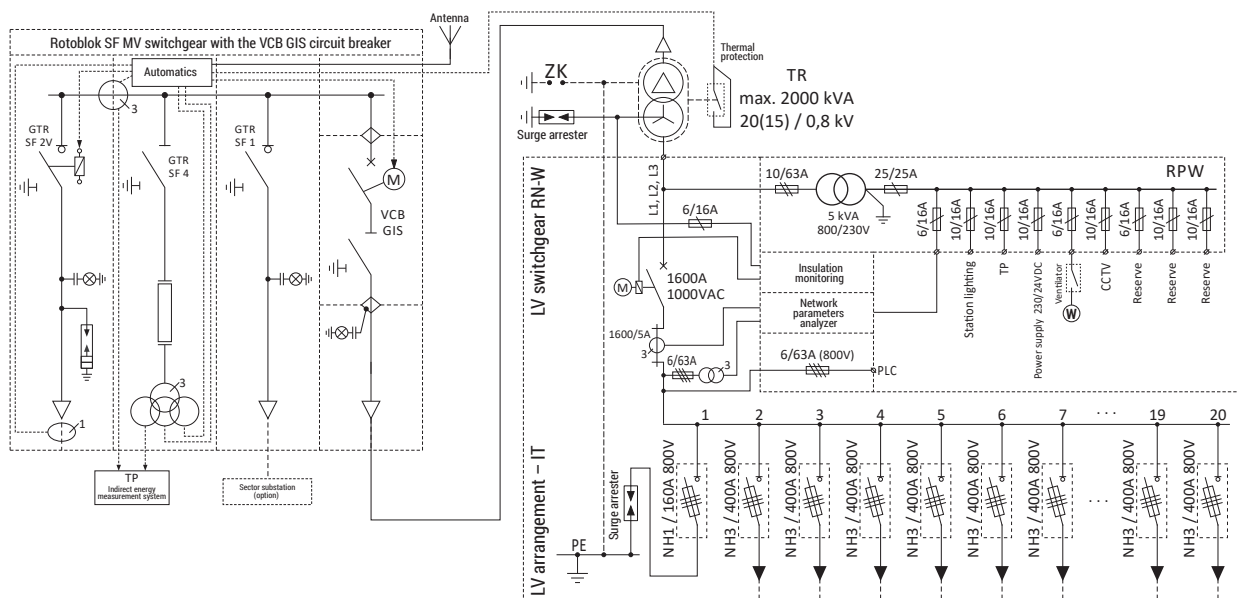 Antenna
Rotoblok SF MV switchgear with the VCB GIS circuit breaker
Automatics
3
GTR
SF 2V
GTR
SF 4
GTR
SF 1
M
VCB
GIS
3
1
TP
Indirect energy
measurement system
Sector substation
(option)
ZK
Surge arrester
Thermal
protection
TR
max. 2000 kVA
20(15) / 0,8 kV
LV switchgear RN-W
L1, L2, L3
RPW
10/63A
25/25A
5 kVA
800/230V
6/16A
6/16A
10/16A
10/16A
10/16A
6/16A
10/16A
6/16A
10/16A
10/16A
Station lighting
TP
Power supply 230/24VDC
Ventilator
W
CCTV
Reserve
Reserve
Reserve
M
1600A
1000VAC
Insulation
monitoring
Network
parameters
analyzer
1600/5A
3
6/63A
3
6/63A (800V)
PLC
LV arrangement – IT
Surge arrester
PE
1
2
3
4
5
6
7
· · ·
19
20
NH1 / 160A 800V
NH3 / 400A 800V
NH3 / 400A 800V
NH3 / 400A 800V
NH3 / 400A 800V
NH3 / 400A 800V
NH3 / 400A 800V
· · ·
NH3 / 400A 800V
NH3 / 400A 800V